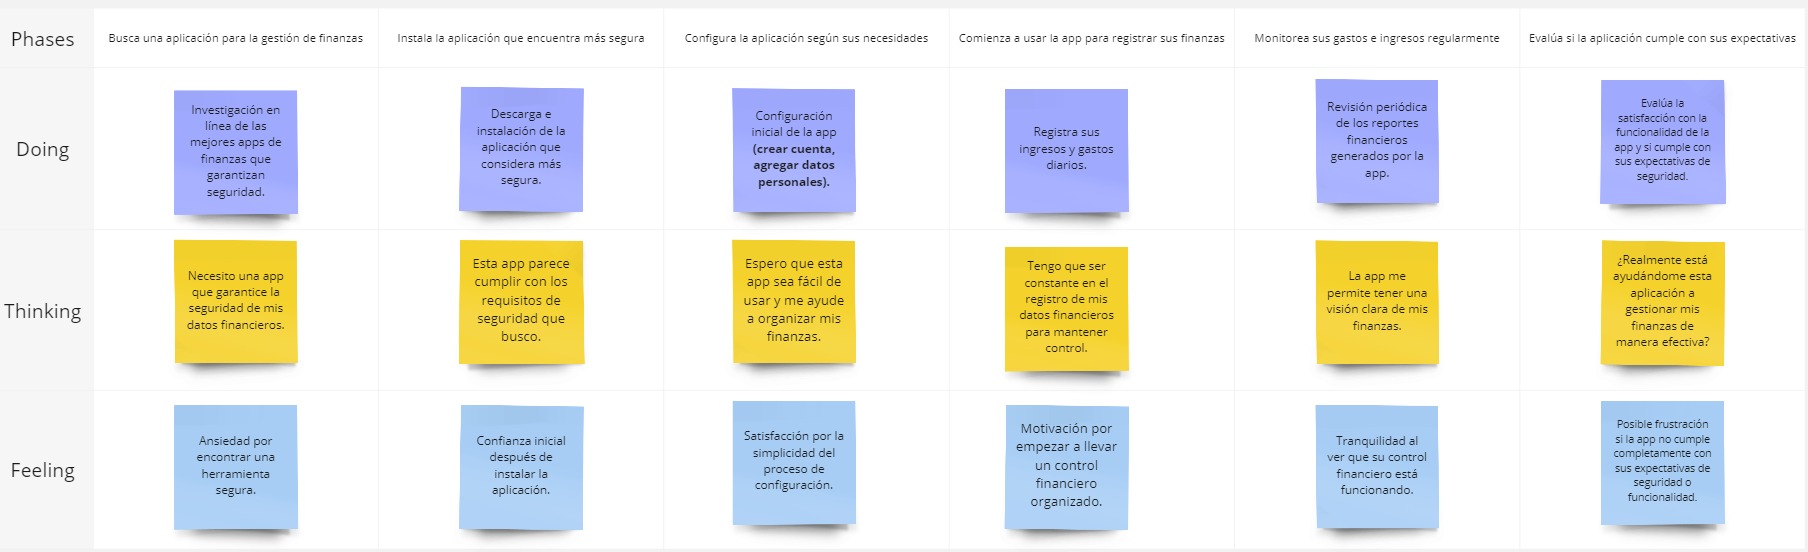 Phases
Busca una aplicación para la gestión de finanzas
Instala la aplicación que encuentra más segura
Configura la aplicación según sus necesidades
Comienza a usar la app para registrar sus finanzas
Monitorea sus gastos e ingresos regularmente
Evalúa si la aplicación cumple con sus expectativas
Doing
Investigación en
línea de las
mejores apps de
finanzas que
garantizan
seguridad.
Descarga e
instalación de la
aplicación que
considera más
segura.
Configuración
inicial de la app
(crear cuenta,
agregar datos
personales).
Registra sus
ingresos y gastos
diarios.
Revisión periódica
de los reportes
financieros
generados por la
app.
Evalúa la
satisfacción con la
funcionalidad de la
app y si cumple con
sus expectativas de
seguridad.
Thinking
Necesito una app
que garantice la
seguridad de mis
datos financieros.
Esta app parece
cumplir con los
requisitos de
seguridad que
busco.
Espero que esta
app sea fácil de
usar y me ayude
a organizar mis
finanzas.
Tengo que ser
constante en el
registro de mis
datos financieros
para mantener
control.
La app me
permite tener una
visión clara de mis
finanzas.
¿Realmente está
ayudándome esta
aplicación a
gestionar mis
finanzas de
manera efectiva?
Feeling
Ansiedad por
encontrar una
herramienta
segura.
Confianza inicial
después de
instalar la
aplicación.
Satisfacción por la
simplicidad del
proceso de
configuración.
Motivación por
empezar a llevar
un control
financiero
organizado.
Tranquilidad al
ver que su control
financiero está
funcionando.
Posible frustración
si la app no cumple
completamente con
sus expectativas de
seguridad o
funcionalidad.